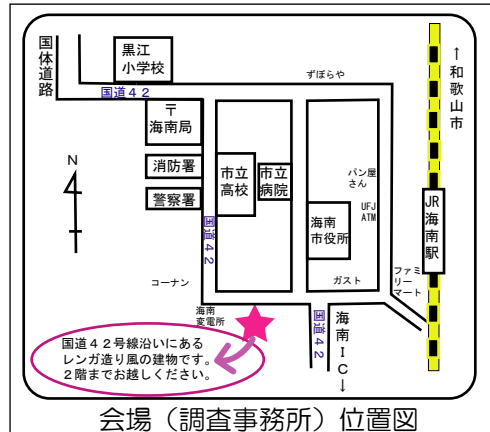 国体道路
黒江
小学校
ずぼらや
↑和歌山市
国道４２
〒
海南局
N
消防署
警察署
市立
高校
市立
病院
パン屋
さん
UFJ
ATM
海南
市役所
JR海南駅
国道４２
コーナン
ガスト
ファミ
リー
マート
海南
変電所
国道４２
海南ＩＣ↓
国道４２号線沿いにある
レンガ造り風の建物です。
２階までお越しください。
会場（調査事務所）位置図